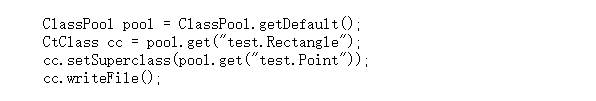 ClassPool pool = ClassPool.getDefault();
CtClass cc = pool.get("test.Rectangle");
cc.setSuperclass(pool.get("test.Point"));
cc.writeFile();